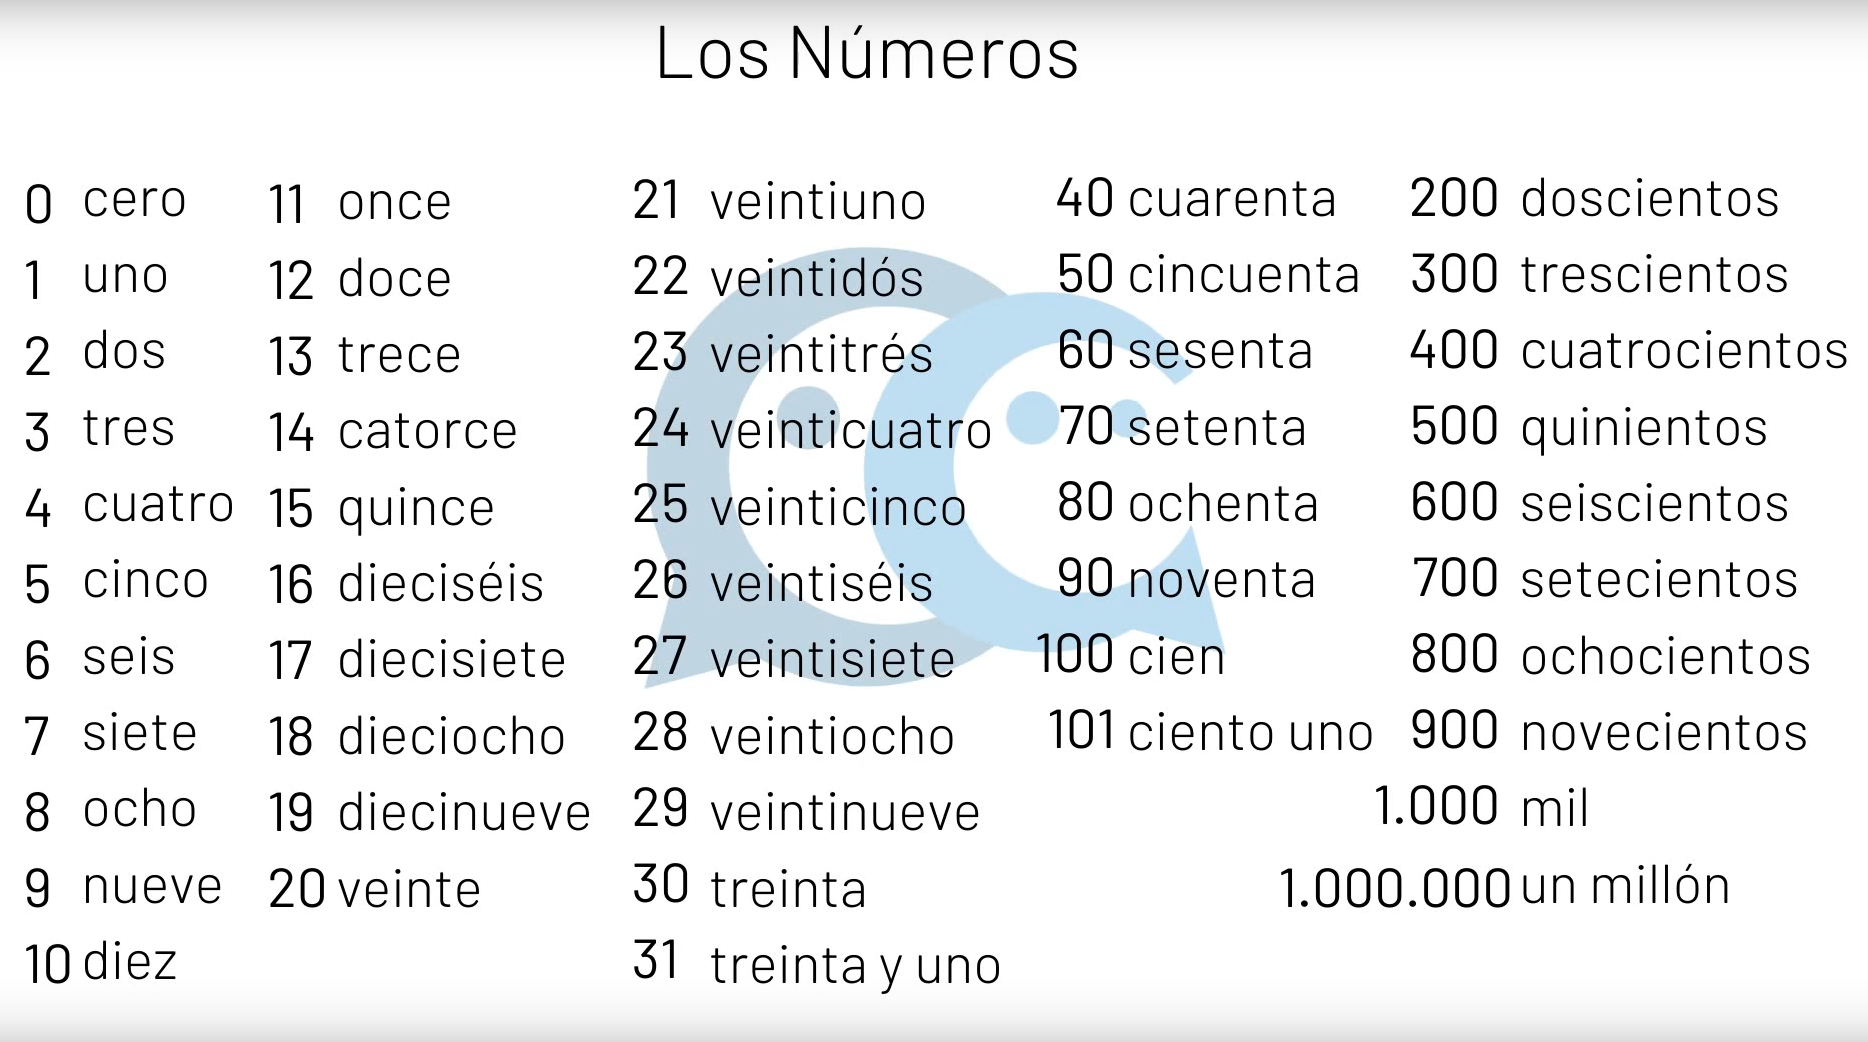 Los Números
0 cero
1 uno
2 dos
3 tres
4 cuatro
5 cinco
6 seis
7 siete
8 ocho
9 nueve
10 diez
11 once
12 doce
13 trece
14 catorce
15 quince
16 dieciséis
17 diecisiete
18 dieciocho
19 diecinueve
20 veinte
21 veintiuno
22 veintidós
23 veintitrés
24 veinticuatro
25 veinticinco
26 veintiséis
27 veintisiete
28 veintiocho
29 veintinueve
30 treinta
31 treinta y uno
40 cuarenta
50 cincuenta
60 sesenta
70 setenta
80 ochenta
90 noventa
100 cien
101 ciento uno
200 doscientos
300 trescientos
400 cuatrocientos
500 quinientos
600 seiscientos
700 setecientos
800 ochocientos
900 novecientos
1.000 mil
1.000.000 un millón